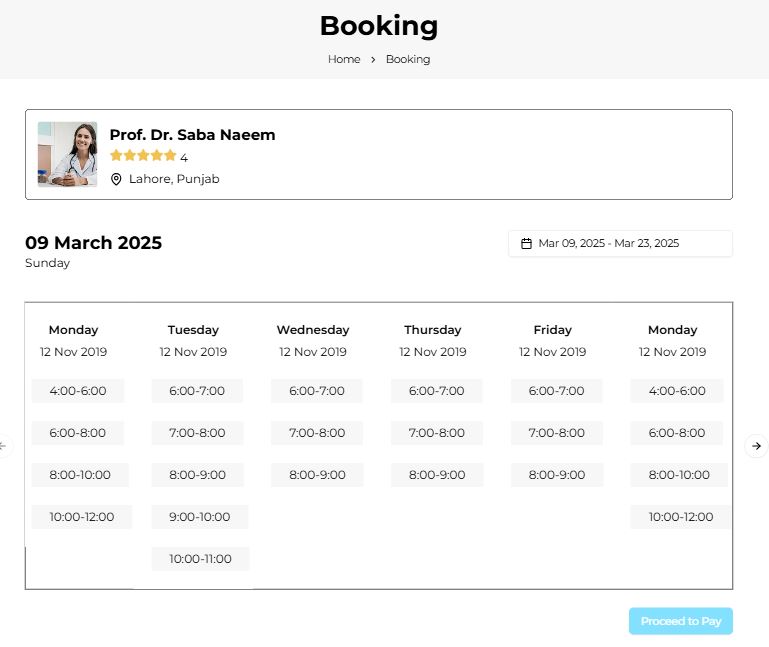 Booking
Home > Booking
Prof. Dr. Saba Naeem
4
Lahore, Punjab
09 March 2025
Sunday
Mar 09, 2025 - Mar 23, 2025
Monday Tuesday Wednesday Thursday Friday Monday
12 Nov 2019 12 Nov 2019 12 Nov 2019 12 Nov 2019 12 Nov 2019 12 Nov 2019
4:00-6:00 6:00-7:00 6:00-7:00 6:00-7:00 6:00-7:00 4:00-6:00
6:00-8:00 7:00-8:00 7:00-8:00 7:00-8:00 7:00-8:00 6:00-8:00
8:00-10:00 8:00-9:00 8:00-9:00 8:00-9:00 8:00-9:00 8:00-10:00
10:00-12:00 9:00-10:00 10:00-12:00
10:00-11:00
Proceed to Pay